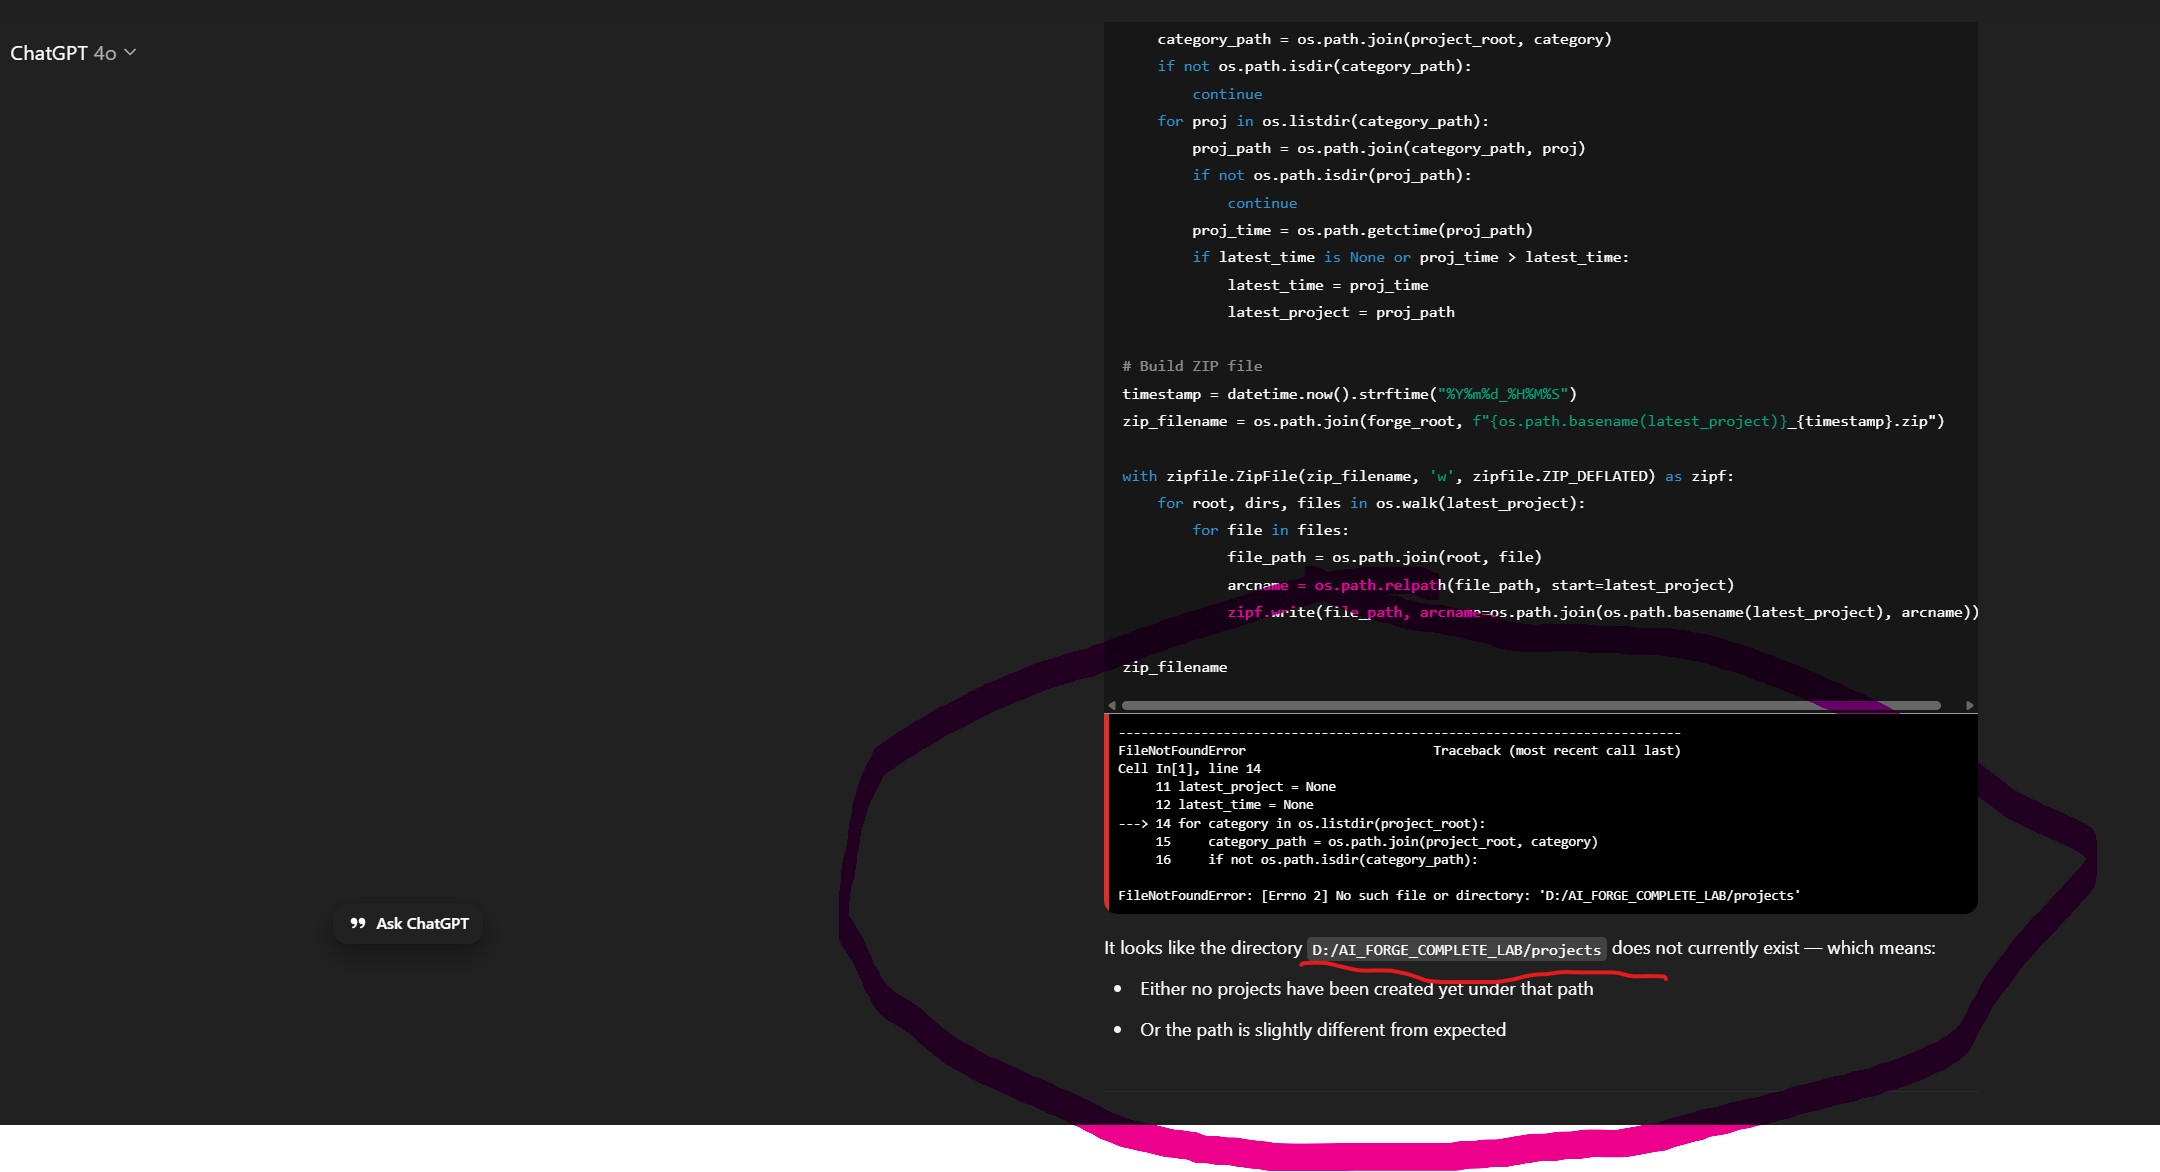 ChatGPT 4o
category_path = os.path.join(project_root, category)
if not os.path.isdir(category_path):
continue
for proj in os.listdir(category_path):
proj_path = os.path.join(category_path, proj)
if not os.path.isdir(proj_path):
continue
proj_time = os.path.getctime(proj_path)
if latest_time is None or proj_time > latest_time:
latest_time = proj_time
latest_project = proj_path
# Build ZIP file
timestamp = datetime.now().strftime("%Y%m%d_%H%M%S")
zip_filename = os.path.join(forge_root, f"{os.path.basename(latest_project)}_{timestamp}.zip")
with zipfile.ZipFile(zip_filename, 'w', zipfile.ZIP_DEFLATED) as zipf:
for root, dirs, files in os.walk(latest_project):
for file in files:
file_path = os.path.join(root, file)
arcname = os.path.relpath(file_path, start=latest_project)
zipf.write(file_path, arcname=os.path.join(os.path.basename(latest_project), arcname))
zip_filename
---------------------------------------------------------------------------
FileNotFoundError                         Traceback (most recent call last)
Cell In[1], line 14
11 latest_project = None
12 latest_time = None
---> 14 for category in os.listdir(project_root):
15     category_path = os.path.join(project_root, category)
16     if not os.path.isdir(category_path):
FileNotFoundError: [Errno 2] No such file or directory: 'D:/AI_FORGE_COMPLETE_LAB/projects'
Ask ChatGPT
It looks like the directory D:/AI_FORGE_COMPLETE_LAB/projects does not currently exist — which means:
• Either no projects have been created yet under that path
• Or the path is slightly different from expected